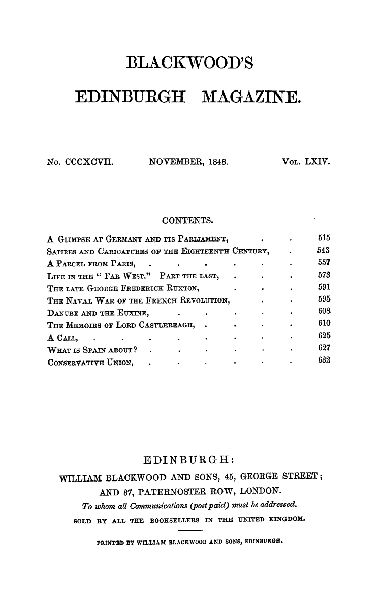 BLACKWOOD'S
EDINBURGH MAGAZINE.
No. CCCXCVII. NOVEMBER, 1848. Vol. LXIV.
CONTENTS.
A Glimpse at Germany and its Parliament, . . 515
Satires and Caricatures of the Eighteenth Century, . 543
A Parcel from Paris, . . . . . . 557
Life in the "Far West." Part the last, . . . 573
The late George Frederick Ruxton, . . . 591
The Naval War of the French Revolution, . . 595
Danube and the Euxine, . . . . . 608
The Memoirs of Lord Castlereagh, . . . . 610
A Call, . . . . . . . . 625
What is Spain about? . . . . . . 627
Conservative Union, . . . . . . 632
EDINBURGH:
WILLIAM BLACKWOOD AND SONS, 45, GEORGE STREET;
AND 37, PATERNOSTER ROW, LONDON.
To whom all Communications (post paid) must be addressed.
SOLD BY ALL THE BOOKSELLERS IN THE UNITED KINGDOM.
PRINTED BY WILLIAM BLACKWOOD AND SONS, EDINBURGH.